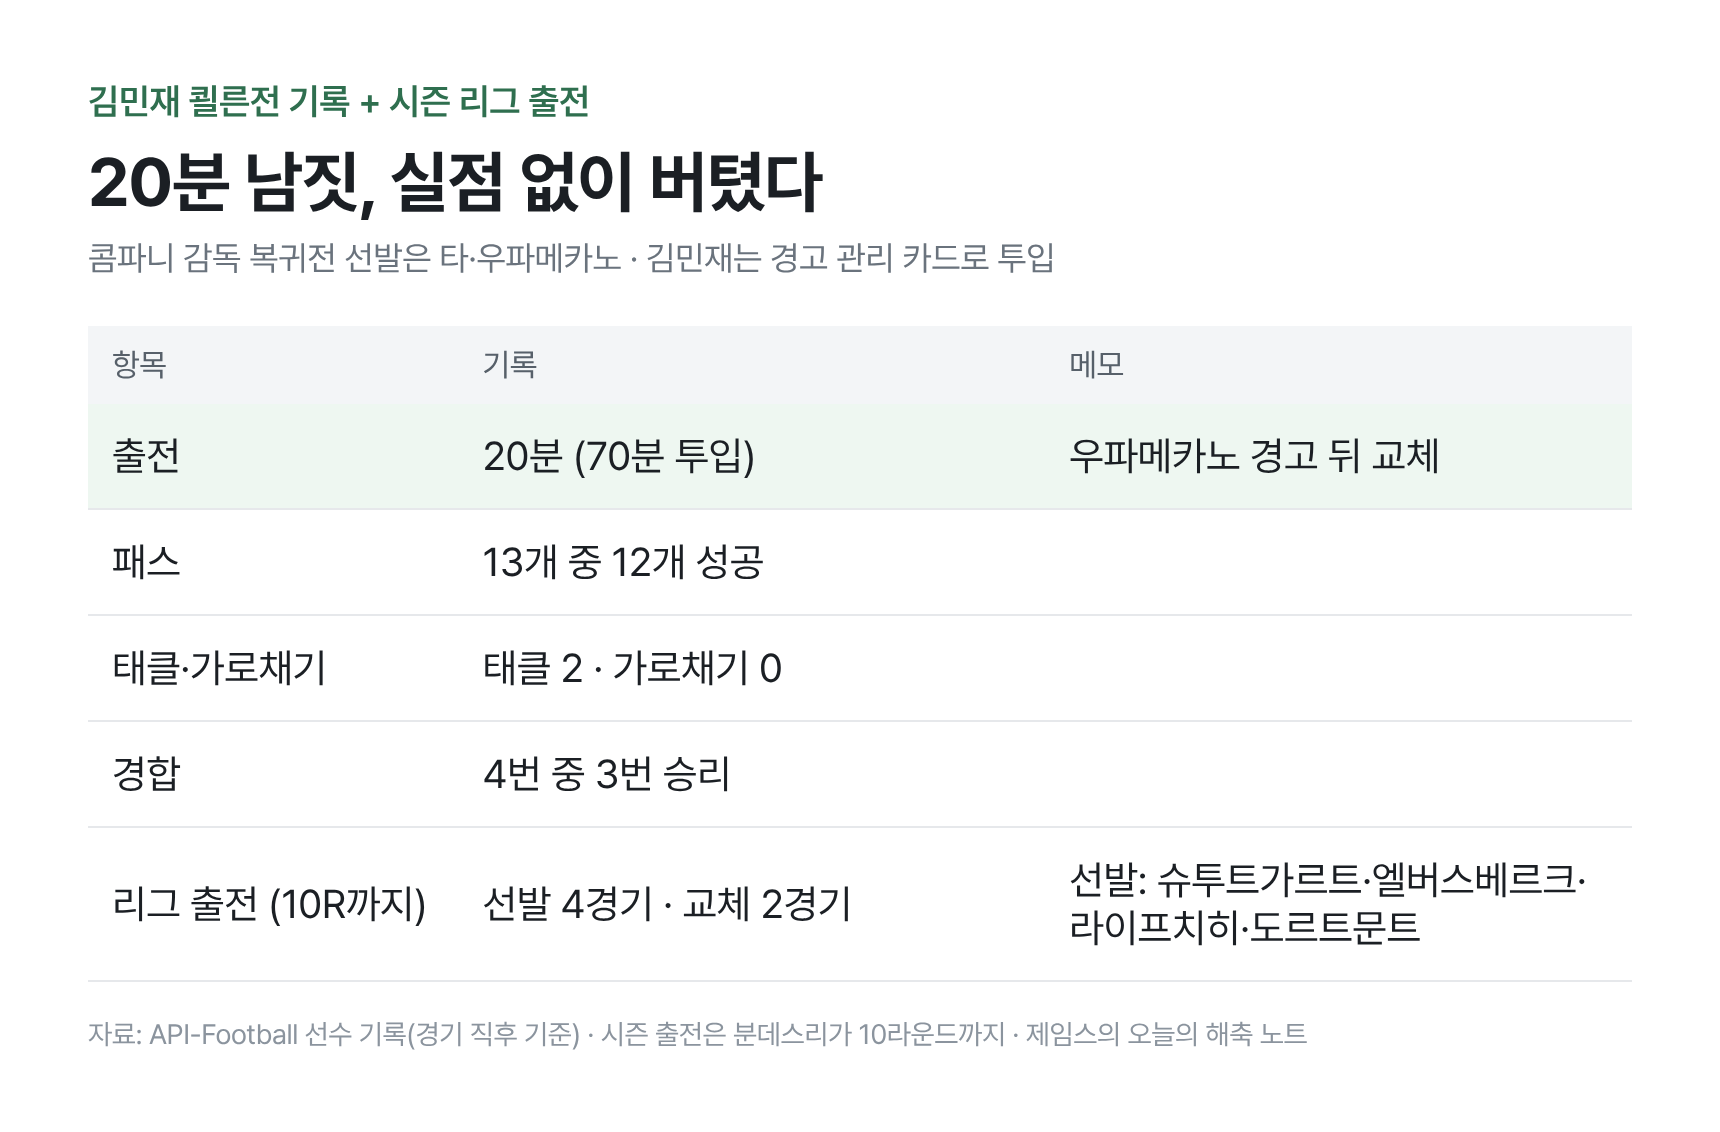 김민재 쾰른전 기록 + 시즌 리그 출전
20분 남짓, 실점 없이 버텼다
콤파니 감독 복귀전 선발은 타·우파메카노 · 김민재는 경고 관리 카드로 투입
항목 기록 메모
출전 20분 (70분 투입) 우파메카노 경고 뒤 교체
패스 13개 중 12개 성공
태클·가로채기 태클 2 · 가로채기 0
경합 4번 중 3번 승리
리그 출전 (10R까지) 선발 4경기 · 교체 2경기 선발: 슈투트가르트·엘버스베르크·
라이프치히·도르트문트
자료: API-Football 선수 기록(경기 직후 기준) · 시즌 출전은 분데스리가 10라운드까지 · 제임스의 오늘의 해축 노트